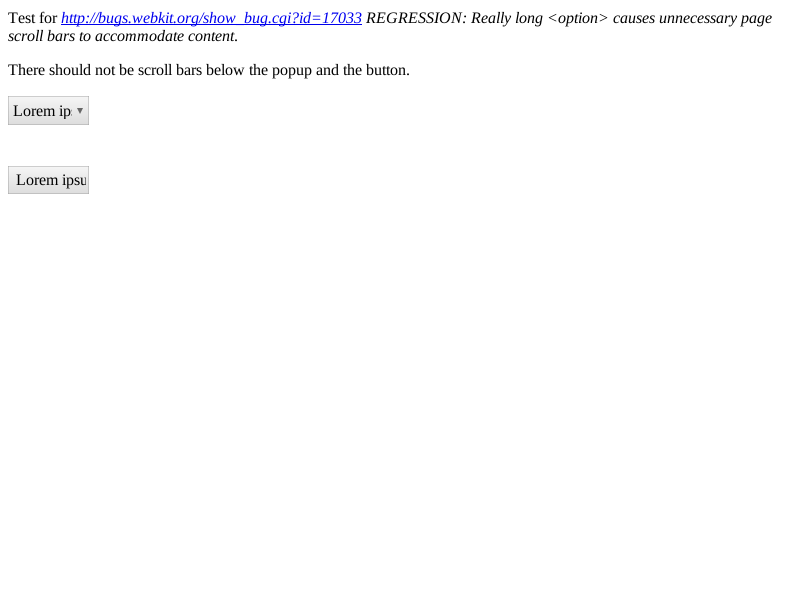 Test for http://bugs.webkit.org/show_bug.cgi?id=17033 REGRESSION: Really long <option> causes unnecessary page
scroll bars to accommodate content.
There should not be scroll bars below the popup and the button.
Lorem ip
Lorem ipsu